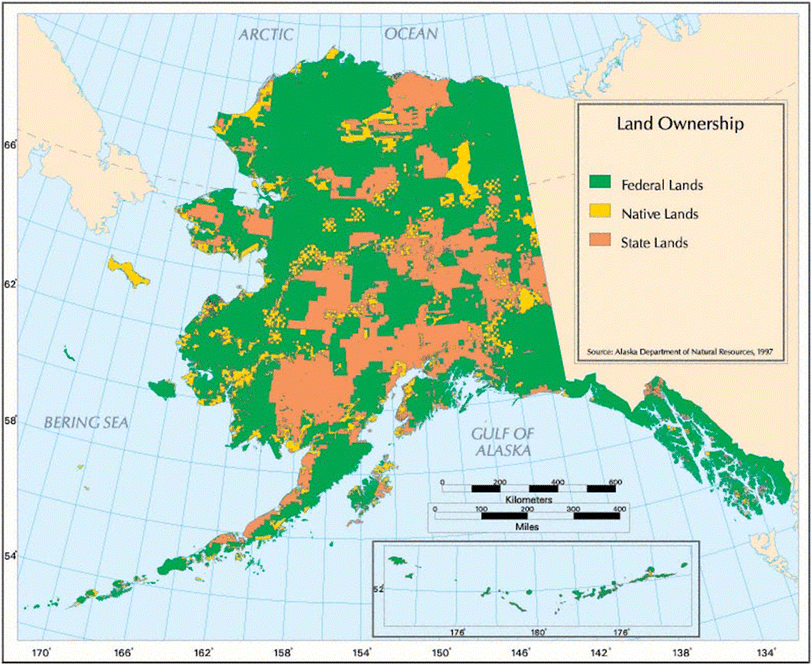 ARCTIC OCEAN
Land Ownership
Federal Lands
Native Lands
State Lands
Source: Alaska Department of Natural Resources, 1997
66
62
58
54
BERING SEA
GULF OF
ALASKA
0 200 400 600
Kilometers
0 100 200 300 400
Miles
52
176 180 176
170° 166° 162° 158° 154° 150° 146° 142° 138° 134°